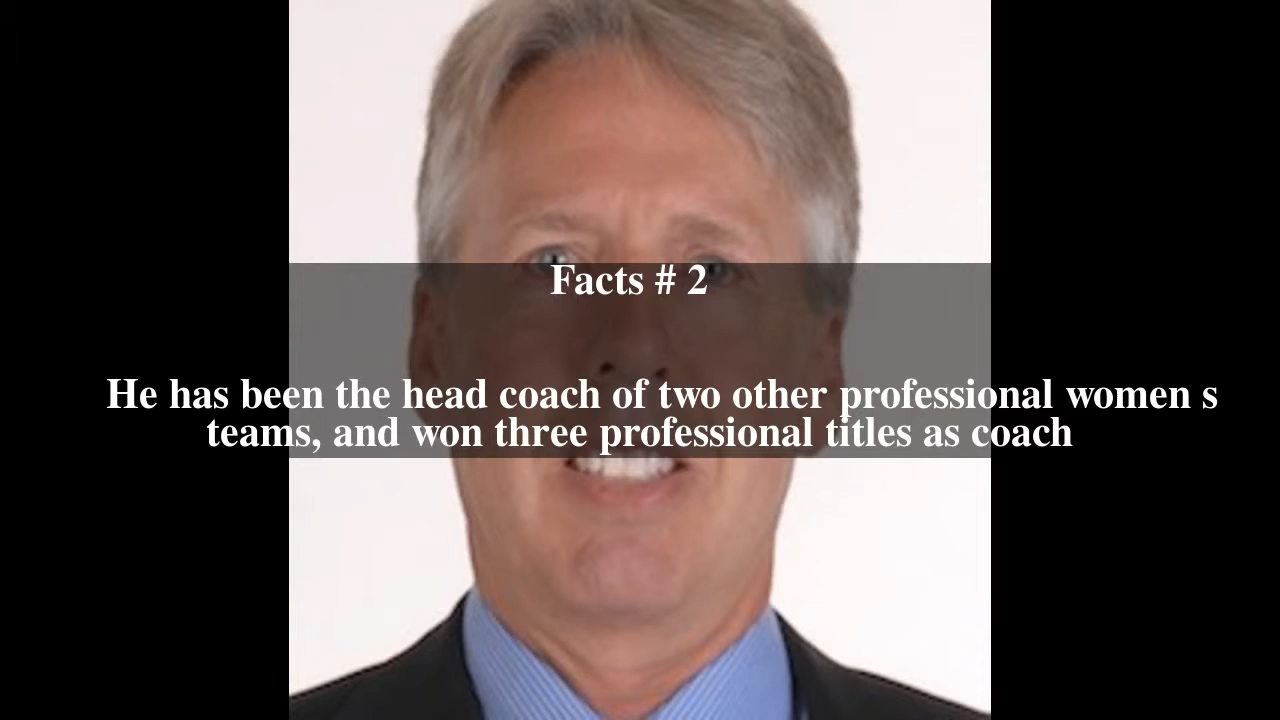 Facts # 2
He has been the head coach of two other professional women s
teams, and won three professional titles as coach